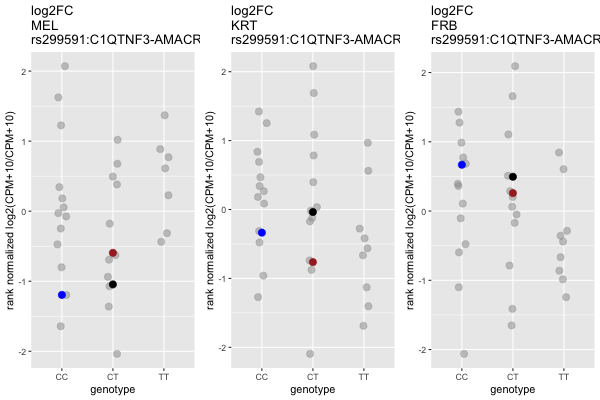 log2FC
MEL
rs299591:C1QTNF3-AMACR
rank normalized log2(CPM+10/CPM+10)
2
1
0
-1
-2
CC CT TT
genotype
log2FC
KRT
rs299591:C1QTNF3-AMACR
rank normalized log2(CPM+10/CPM+10)
2
1
0
-1
-2
CC CT TT
genotype
log2FC
FRB
rs299591:C1QTNF3-AMACR
rank normalized log2(CPM+10/CPM+10)
2
1
0
-1
-2
CC CT TT
genotype